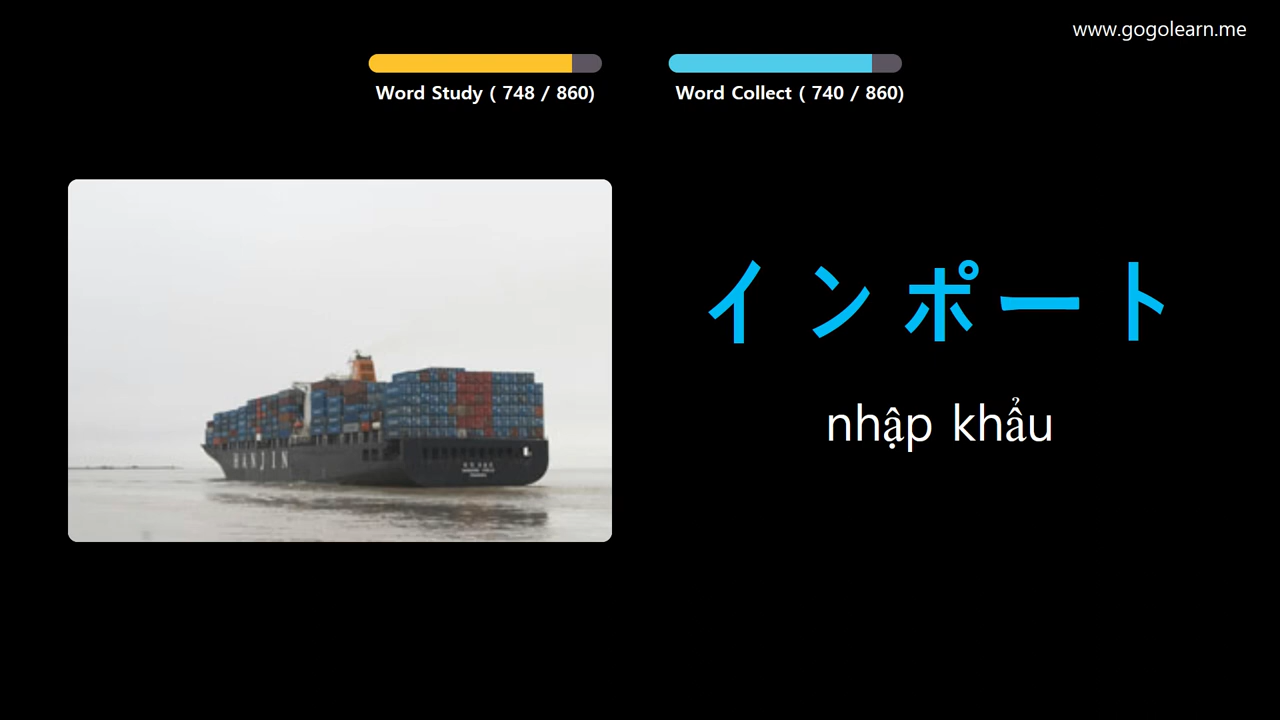 www.gogolearn.me
Word Study ( 748 / 860)
Word Collect ( 740 / 860)
インポート
nhập khẩu
HANJIN